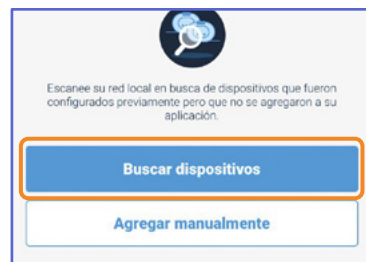 Escanee su red local en busca de dispositivos que fueron
configurados previamente pero que no se agregaron a su
aplicación.
Buscar dispositivos
Agregar manualmente